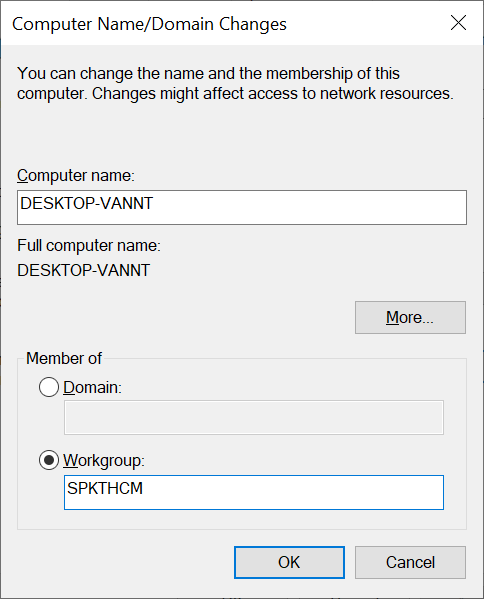 Computer Name/Domain Changes
You can change the name and the membership of this
computer. Changes might affect access to network resources.
Computer name:
DESKTOP-VANNT
Full computer name:
DESKTOP-VANNT
More...
Member of
Domain:
Workgroup:
SPKTHCM
OK
Cancel